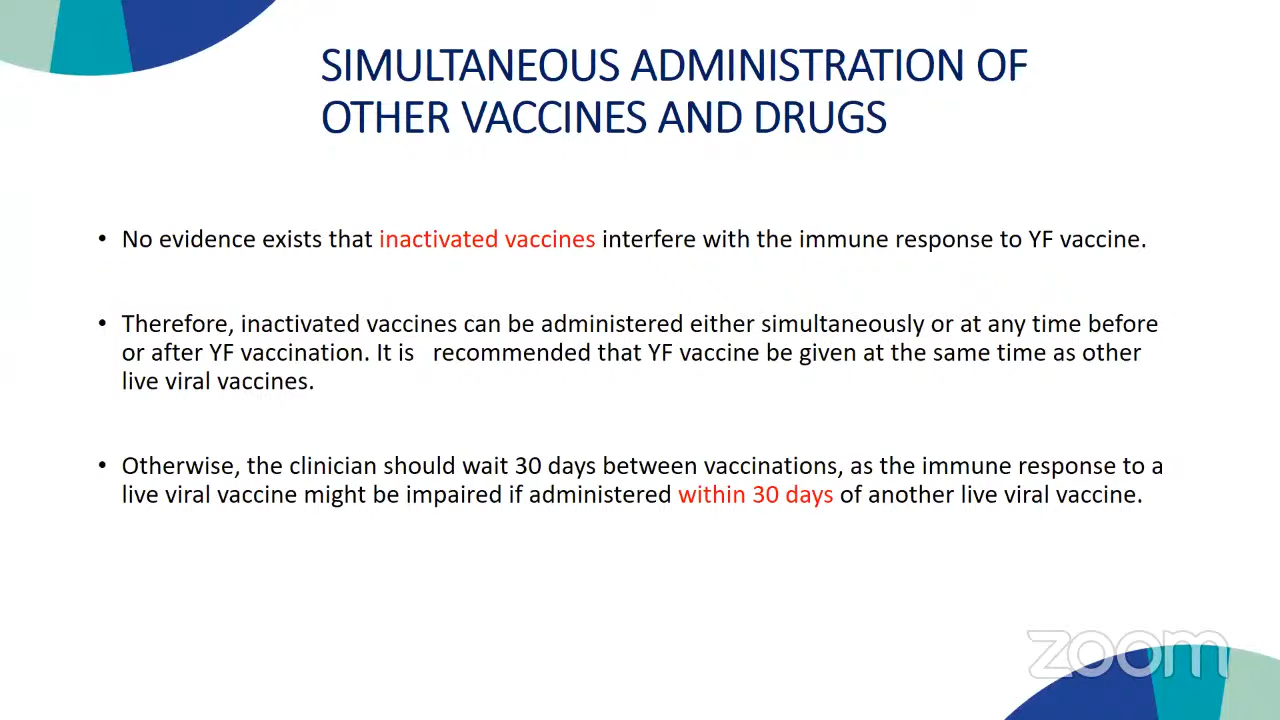 SIMULTANEOUS ADMINISTRATION OF
OTHER VACCINES AND DRUGS
• No evidence exists that inactivated vaccines interfere with the immune response to YF vaccine.
• Therefore, inactivated vaccines can be administered either simultaneously or at any time before
or after YF vaccination. It is recommended that YF vaccine be given at the same time as other
live viral vaccines.
• Otherwise, the clinician should wait 30 days between vaccinations, as the immune response to a
live viral vaccine might be impaired if administered within 30 days of another live viral vaccine.
zoom